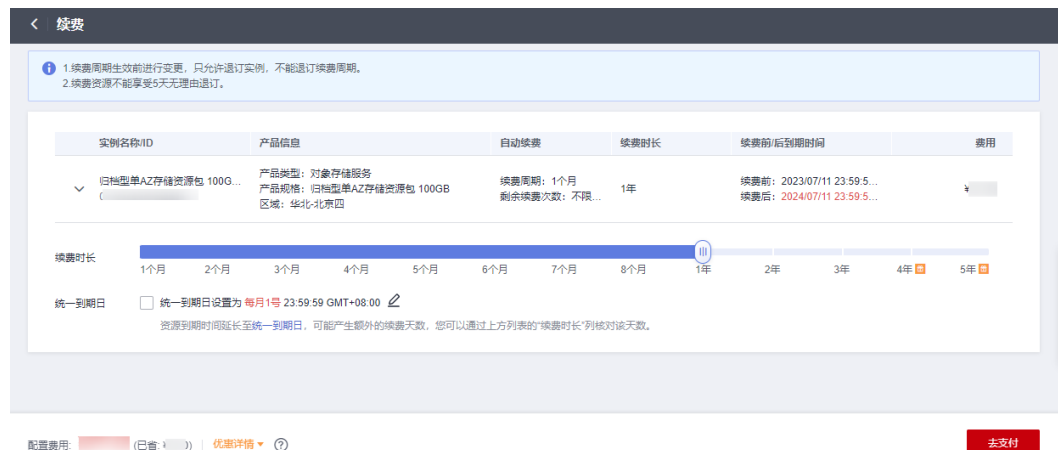 续费
1.续费周期生效前进行变更，只允许退订实例，不能退订续费周期。
2.续费资源不能享受5天无理由退订。
实例名称/ID 产品信息 自动续费 续费时长 续费前/后到期时间 费用
归档型单AZ存储资源包 100G...
产品类型：对象存储服务
产品规格：归档型单AZ存储资源包 100GB
区域：华北-北京四
续费周期：1个月
剩余续费次数：不限...
1年
续费前：2023/07/11 23:59:5...
续费后：2024/07/11 23:59:5...
¥
续费时长
1个月 2个月 3个月 4个月 5个月 6个月 7个月 8个月 1年 2年 3年 4年 5年
统一到期日 统一到期日设置为 每月1号 23:59:59 GMT+08:00
资源到期时间延长至统一到期日，可能产生额外的续费天数，您可以通过上方列表的“续费时长”列核对该天数。
配置费用: (已省: ¥ 0) 优惠详情
去支付